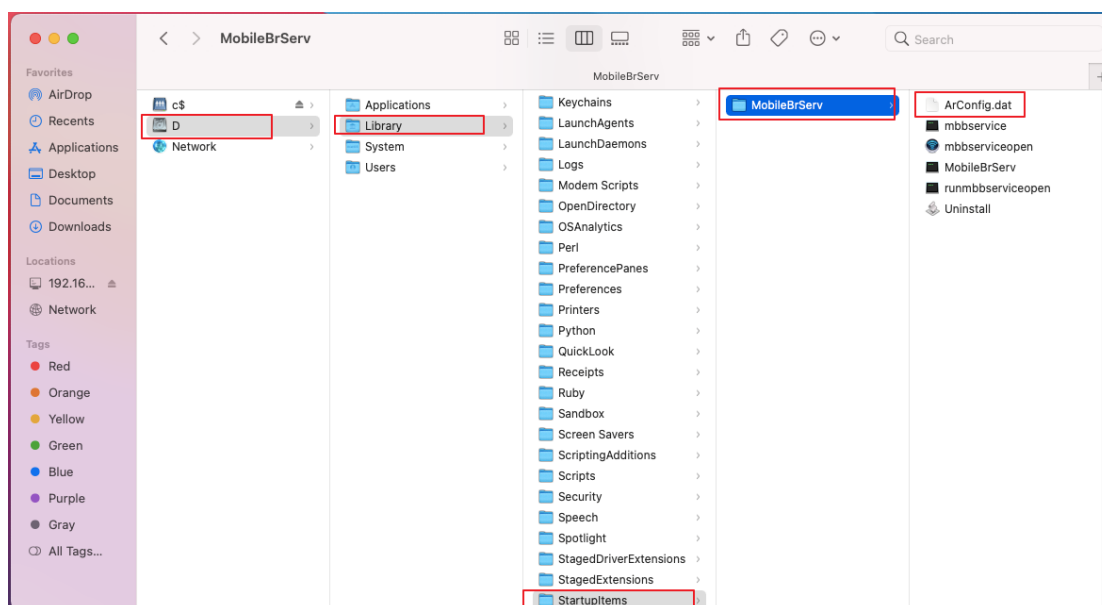 MobileBrServ
Search
MobileBrServ
Favorites
AirDrop
Recents
Applications
Desktop
Documents
Downloads
Locations
192.16...
Network
Tags
Red
Orange
Yellow
Green
Blue
Purple
Gray
All Tags...
c$
D
Network
Applications
Library
System
Users
Keychains
LaunchAgents
LaunchDaemons
Logs
Modem Scripts
OpenDirectory
OSAnalytics
Perl
PreferencePanes
Preferences
Printers
Python
QuickLook
Receipts
Ruby
Sandbox
Screen Savers
ScriptingAdditions
Scripts
Security
Speech
Spotlight
StagedDriverExtensions
StagedExtensions
StartupItems
MobileBrServ
ArConfig.dat
mbbservice
mbbserviceopen
MobileBrServ
runmbbserviceopen
Uninstall